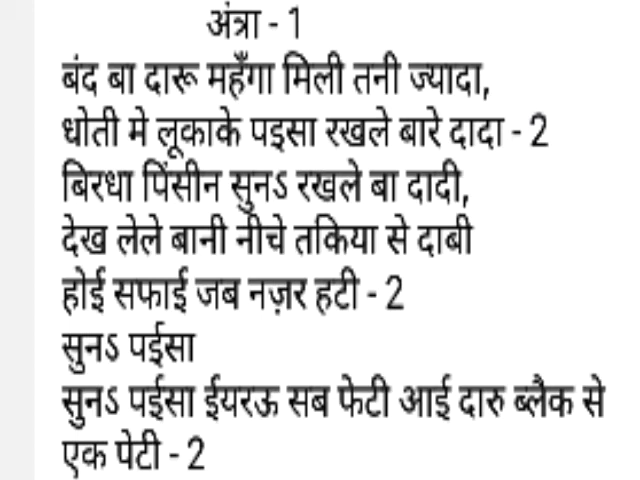 अंत्रा - 1
बंद बा दारू महँगा मिली तनी ज्यादा,
धोती मे लूकाके पइसा रखले बारे दादा - 2
बिरधा पिंसीन सुनऽ रखले बा दादी,
देख लेले बानी नीचे तकिया से दाबी
होई सफाई जब नज़र हटी - 2
सुनऽ पईसा
सुनऽ पईसा ईयरऊ सब फेटी आई दारु ब्लैक से
एक पेटी - 2